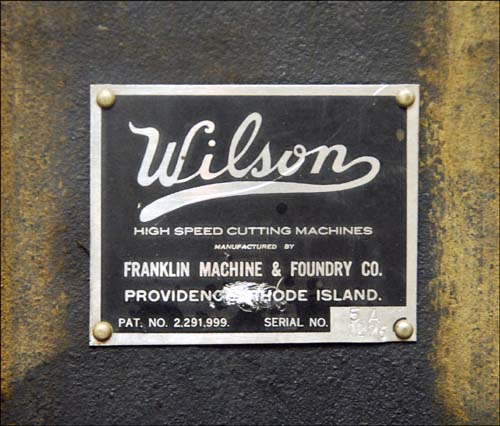 Wilson
HIGH SPEED CUTTING MACHINES
MANUFACTURED BY
FRANKLIN MACHINE & FOUNDRY CO.
PROVIDENCE RHODE ISLAND.
PAT. NO. 2,291,999. SERIAL NO. 5 A